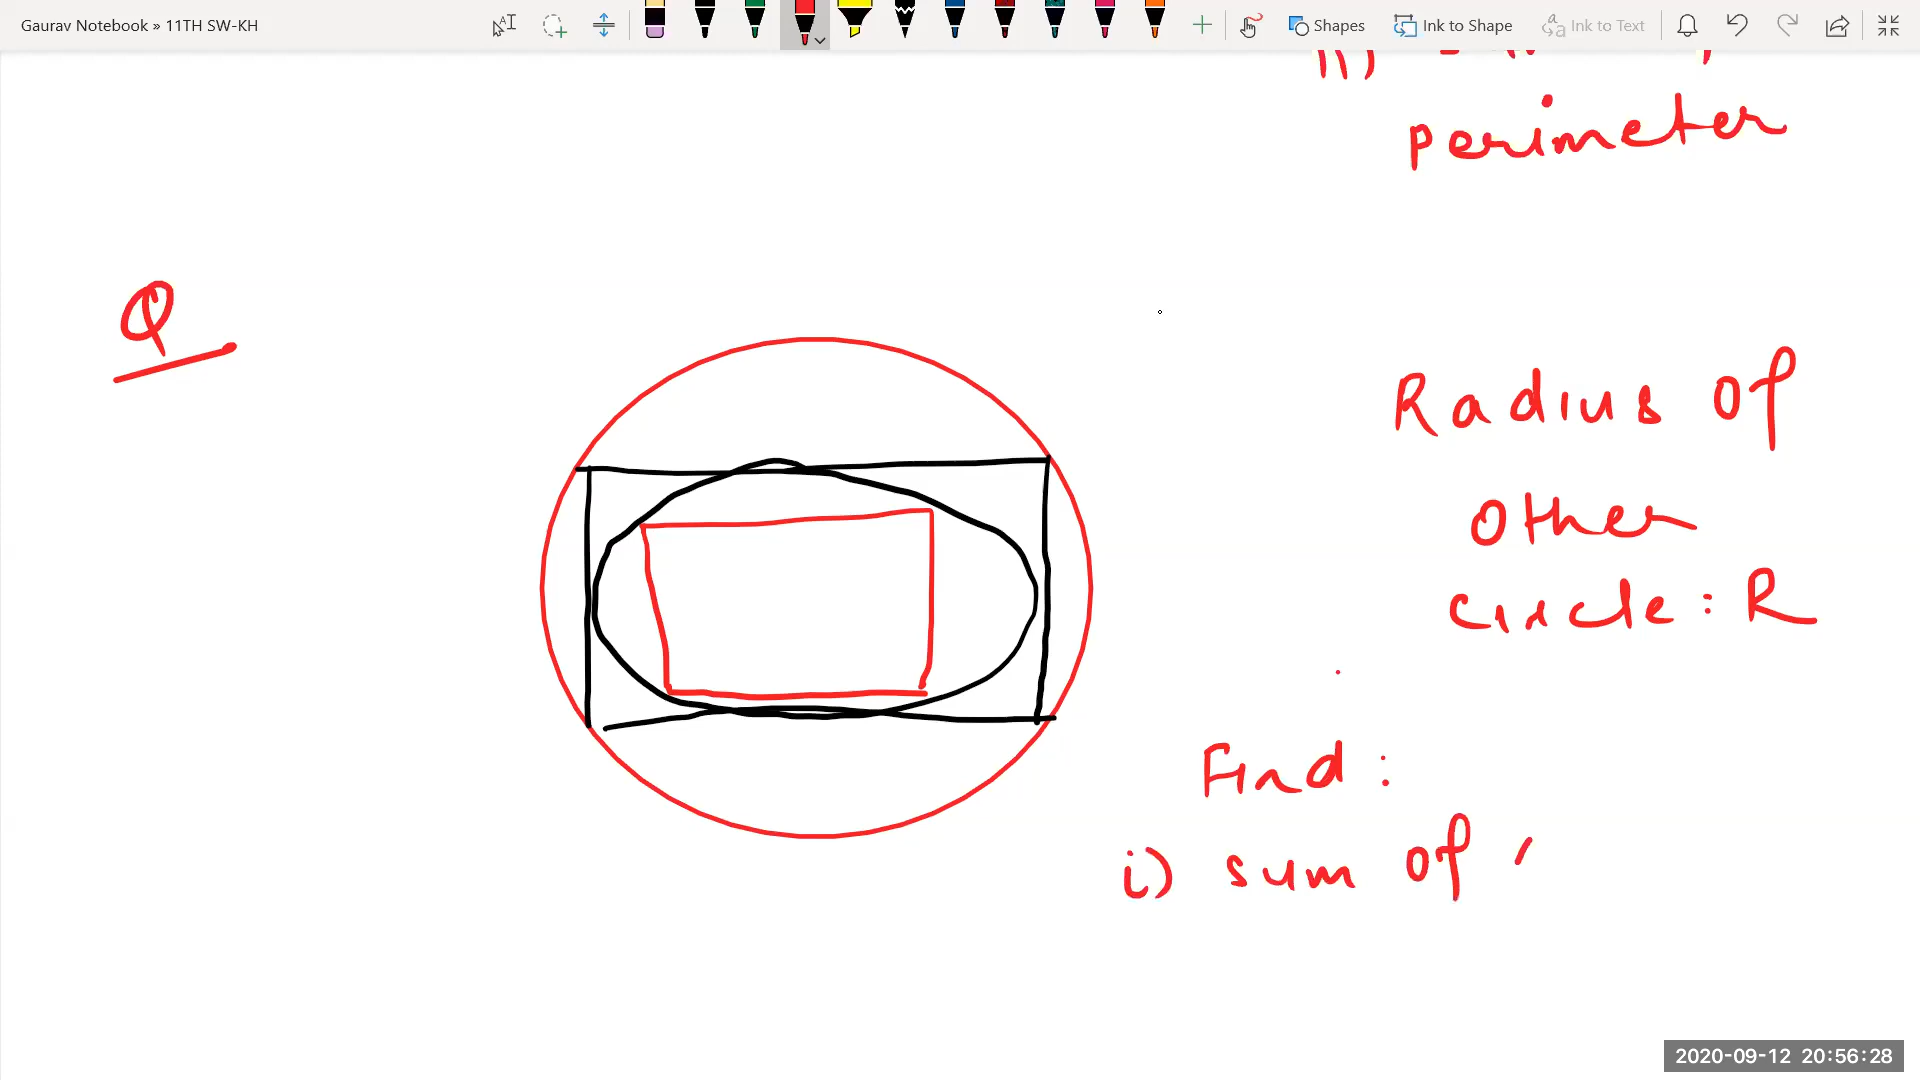 Gaurav Notebook » 11TH SW-KH
Shapes
Ink to Shape
Ink to Text
perimeter
Q
Radius of
other
circle : R
Find :
i) sum of
2020-09-12 20:56:28